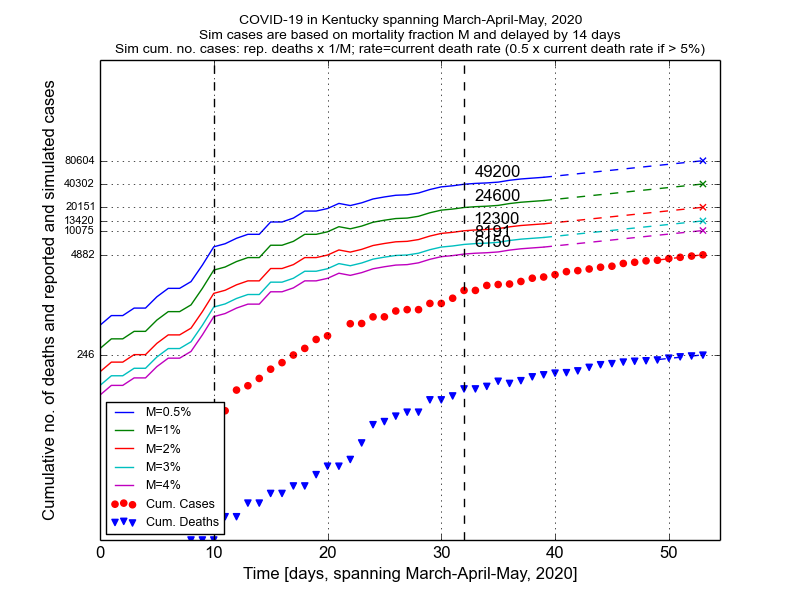 COVID-19 in Kentucky spanning March-April-May, 2020
Sim cases are based on mortality fraction M and delayed by 14 days
Sim cum. no. cases: rep. deaths x 1/M; rate=current death rate (0.5 x current death rate if > 5%)
Cumulative no. of deaths and reported and simulated cases
80604
40302
20151
13420
10075
4882
246
49200
24600
12300
8191
6150
M=0.5%
M=1%
M=2%
M=3%
M=4%
Cum. Cases
Cum. Deaths
0 10 20 30 40 50
Time [days, spanning March-April-May, 2020]